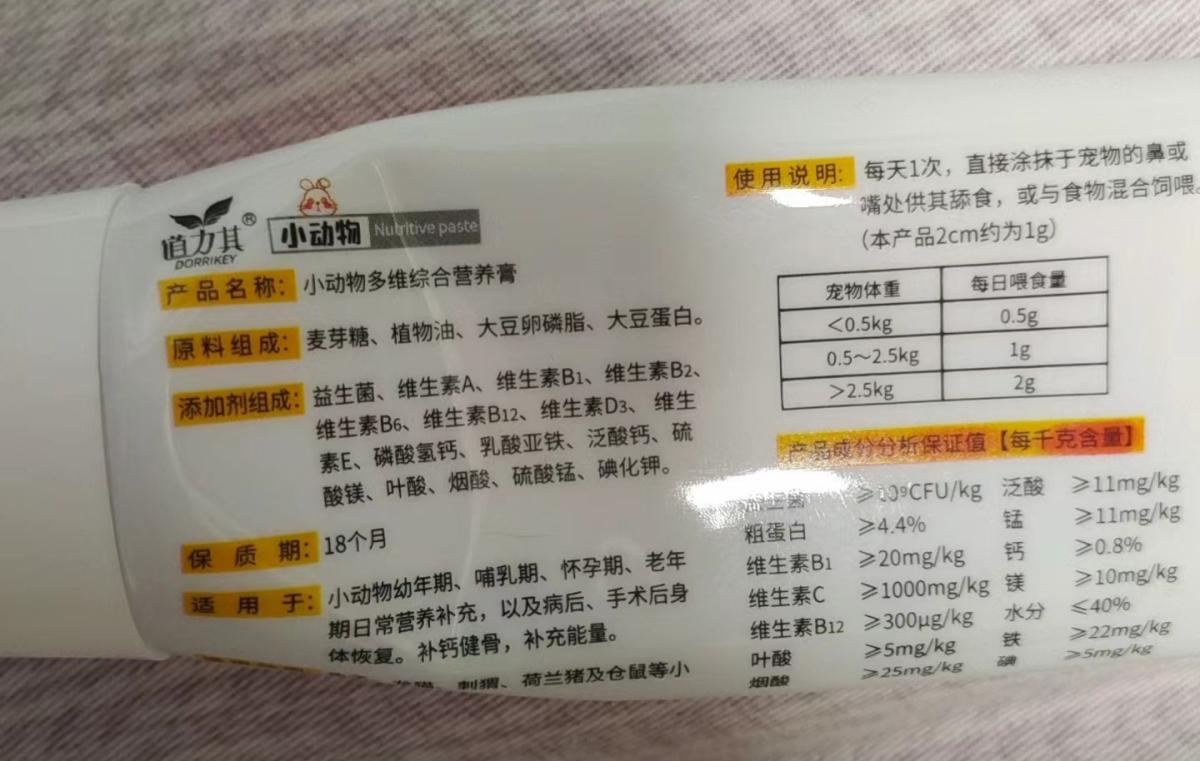 道力其®
DORRIKEY
小动物 Nutritive paste
产品名称: 小动物多维综合营养膏
原料组成: 麦芽糖、植物油、大豆卵磷脂、大豆蛋白。
添加剂组成: 益生菌、维生素A、维生素B1、维生素B2、
维生素B6、维生素B12、维生素D3、维生
素E、磷酸氢钙、乳酸亚铁、泛酸钙、硫
酸镁、叶酸、烟酸、硫酸锰、碘化钾。
保质期: 18个月
适用于: 小动物幼年期、哺乳期、怀孕期、老年
期日常营养补充，以及病后、手术后身
体恢复。补钙健骨，补充能量。
刺猬、荷兰猪及仓鼠等小
使用说明: 每天1次，直接涂抹于宠物的鼻或
嘴处供其舔食，或与食物混合饲喂。
(本产品2cm约为1g)
宠物体重 每日喂食量
<0.5kg 0.5g
0.5～2.5kg 1g
>2.5kg 2g
产品成分分析保证值【每千克含量】
益生菌 ≥10⁹CFU/kg 泛酸 ≥11mg/kg
粗蛋白 ≥4.4% 锰 ≥11mg/kg
维生素B1 ≥20mg/kg 钙 ≥0.8%
维生素C ≥1000mg/kg 镁 ≥10mg/kg
维生素B12 ≥300μg/kg 水分 ≤40%
叶酸 ≥5mg/kg 铁 ≥22mg/kg
烟酸 ≥25mg/kg 碘 ≥5mg/kg